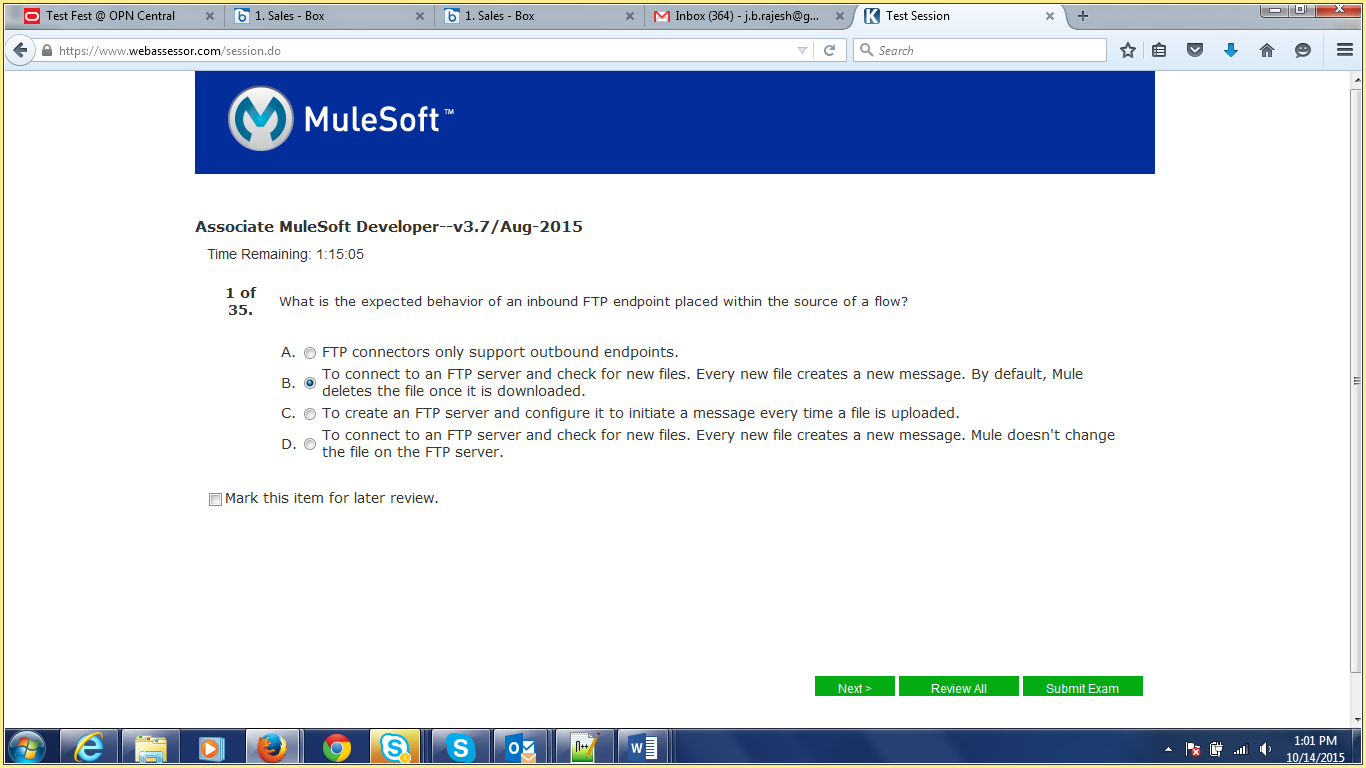 Test Fest @ OPN Central
1. Sales - Box
1. Sales - Box
Inbox (364) - j.b.rajesh@g...
Test Session
https://www.webassessor.com/session.do
Search
MuleSoft™
Associate MuleSoft Developer--v3.7/Aug-2015
Time Remaining: 1:15:05
1 of
35.
What is the expected behavior of an inbound FTP endpoint placed within the source of a flow?
A. FTP connectors only support outbound endpoints.
B. To connect to an FTP server and check for new files. Every new file creates a new message. By default, Mule
deletes the file once it is downloaded.
C. To create an FTP server and configure it to initiate a message every time a file is uploaded.
D. To connect to an FTP server and check for new files. Every new file creates a new message. Mule doesn't change
the file on the FTP server.
Mark this item for later review.
Next >
Review All
Submit Exam
1:01 PM
10/14/2015